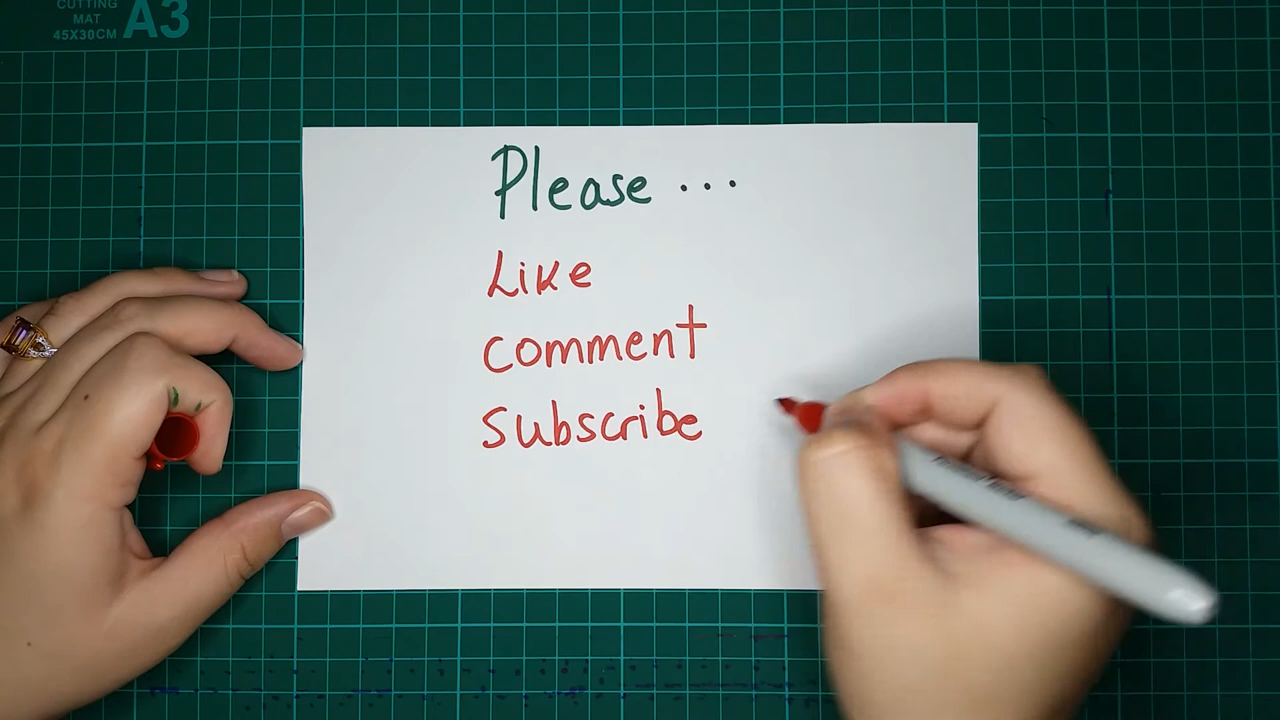 CUTTING
MAT
45X30CM
A3
Please ...
Like
comment
Subscribe